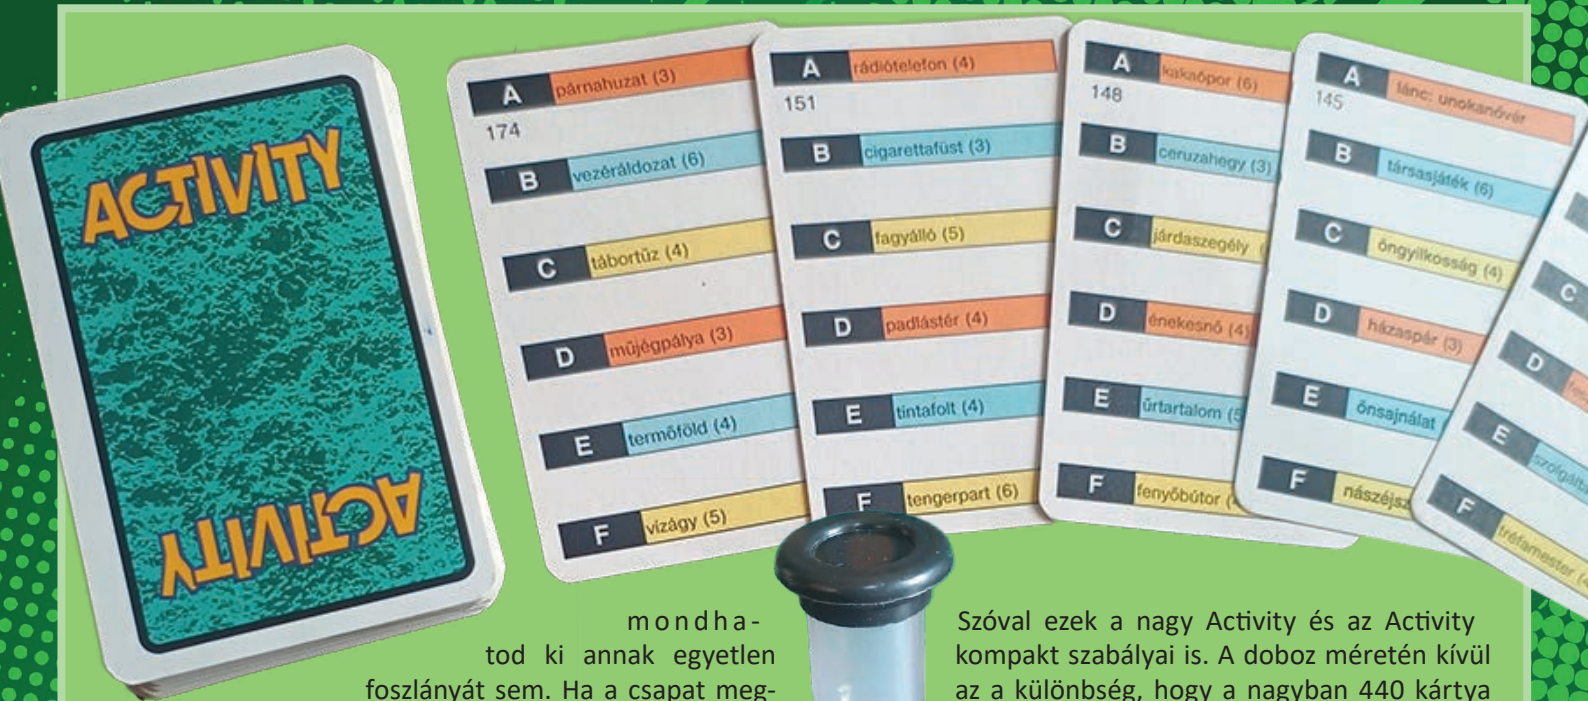 ACTIVITY
ACTIVITY
A párnahuzat (3)
174
B vezéráldozat (6)
C tábortűz (4)
D műjégpálya (3)
E termőföld (4)
F vízágy (5)
A rádiótelefon (4)
151
B cigarettafüst (3)
C fagyálló (5)
D padlástér (4)
E tintafolt (4)
F tengerpart (6)
A kakaópor (6)
148
B ceruzahegy (3)
C járdaszegély
D énekesnő (4)
E űrtartalom (5
F fenyőbútor
A lánc: unokanővér
145
B társasjáték (6)
C öngyilkosság (4)
D házaspár (3)
E önsajnálat
F nászéjsz
C
D
E szolgált
F tréfamester
mondha-
tod ki annak egyetlen
foszlányát sem. Ha a csapat meg-
Szóval ezek a nagy Activity és az Activity
kompakt szabályai is. A doboz méretén kívül
az a különbség, hogy a nagyban 440 kártya